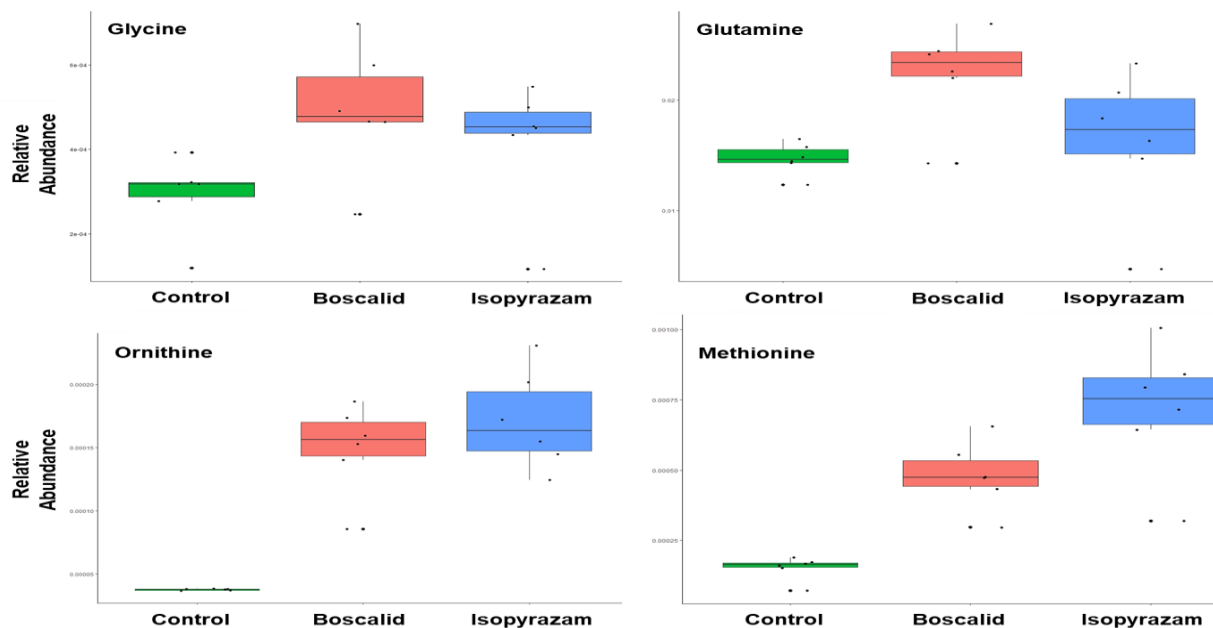 Glycine
6e-04
4e-04
2e-04
Relative
Abundance
Control
Boscalid
Isopyrazam
Glutamine
0.02
0.01
Control
Boscalid
Isopyrazam
Ornithine
0.00020
0.00015
0.00010
0.00005
Relative
Abundance
Control
Boscalid
Isopyrazam
Methionine
0.00100
0.00075
0.00050
0.00025
Control
Boscalid
Isopyrazam